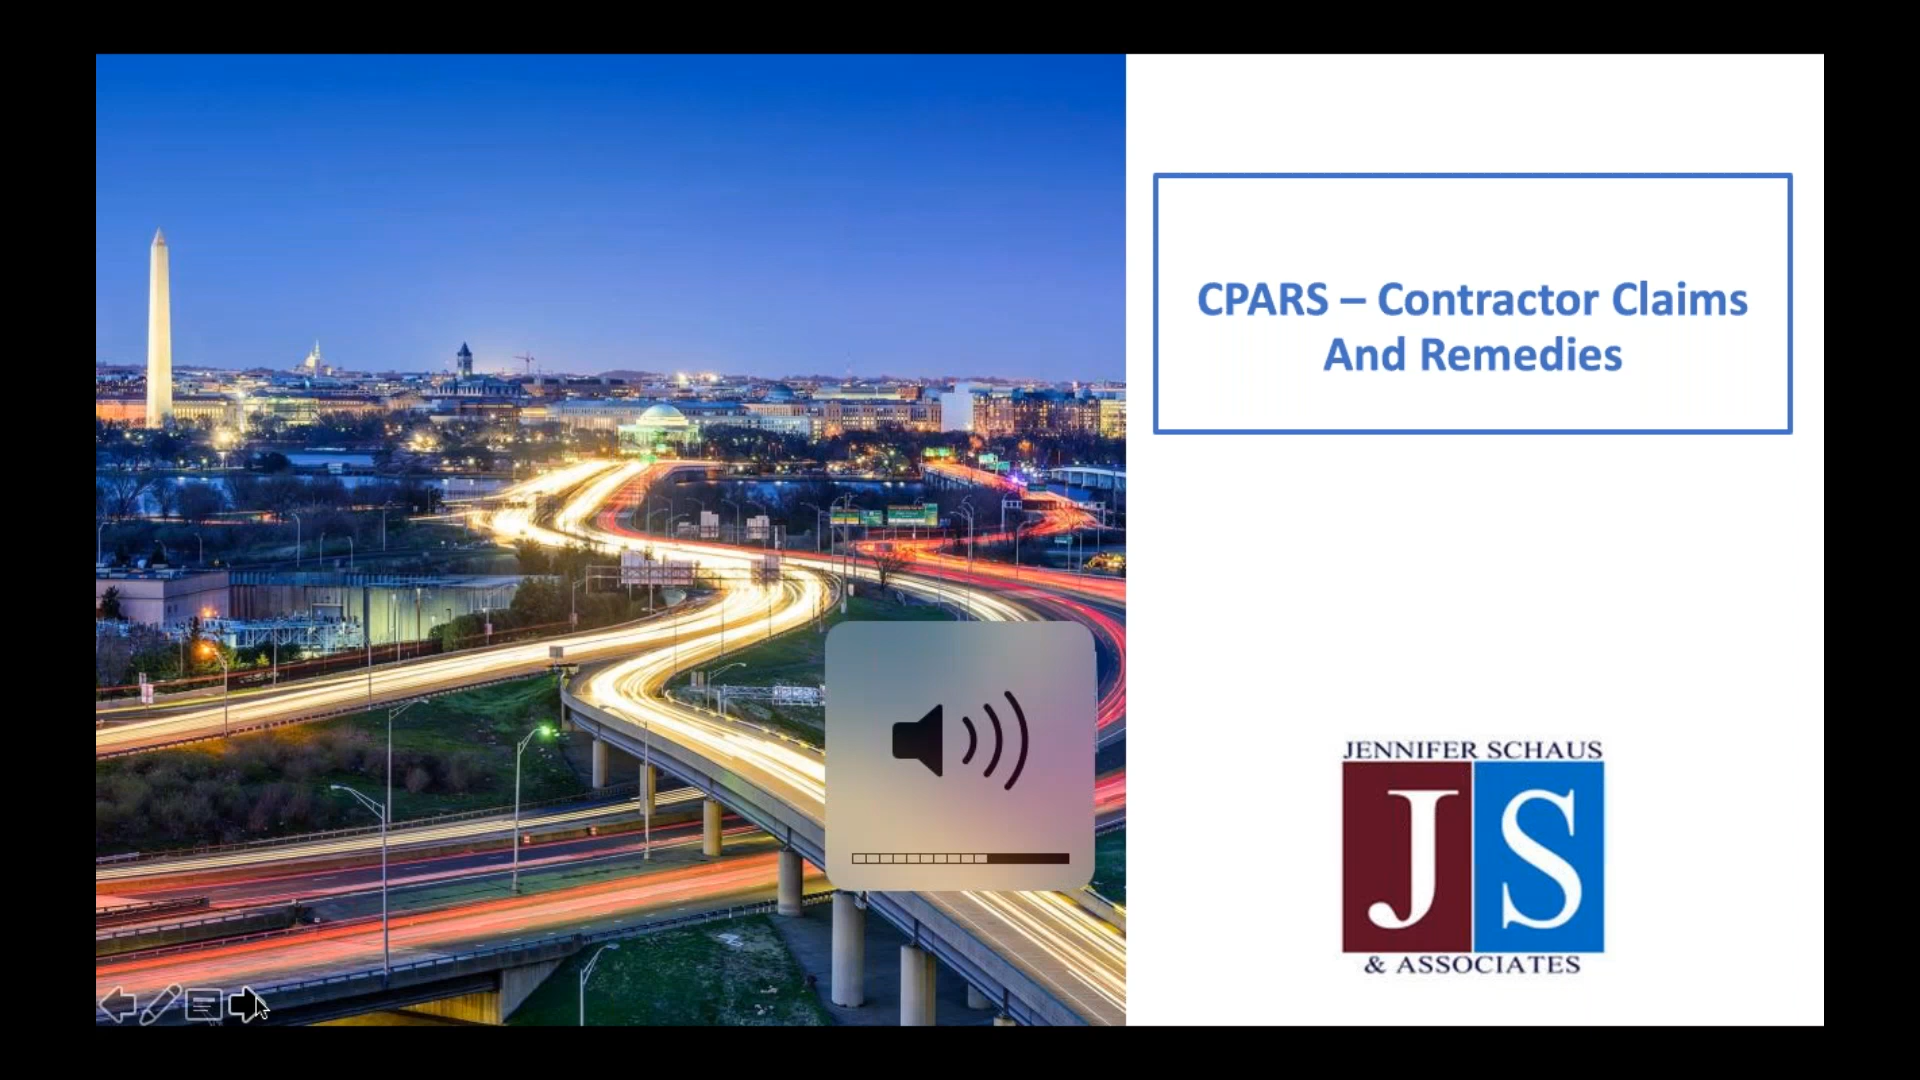 CPARS – Contractor Claims
And Remedies
JENNIFER SCHAUS
JS
& ASSOCIATES